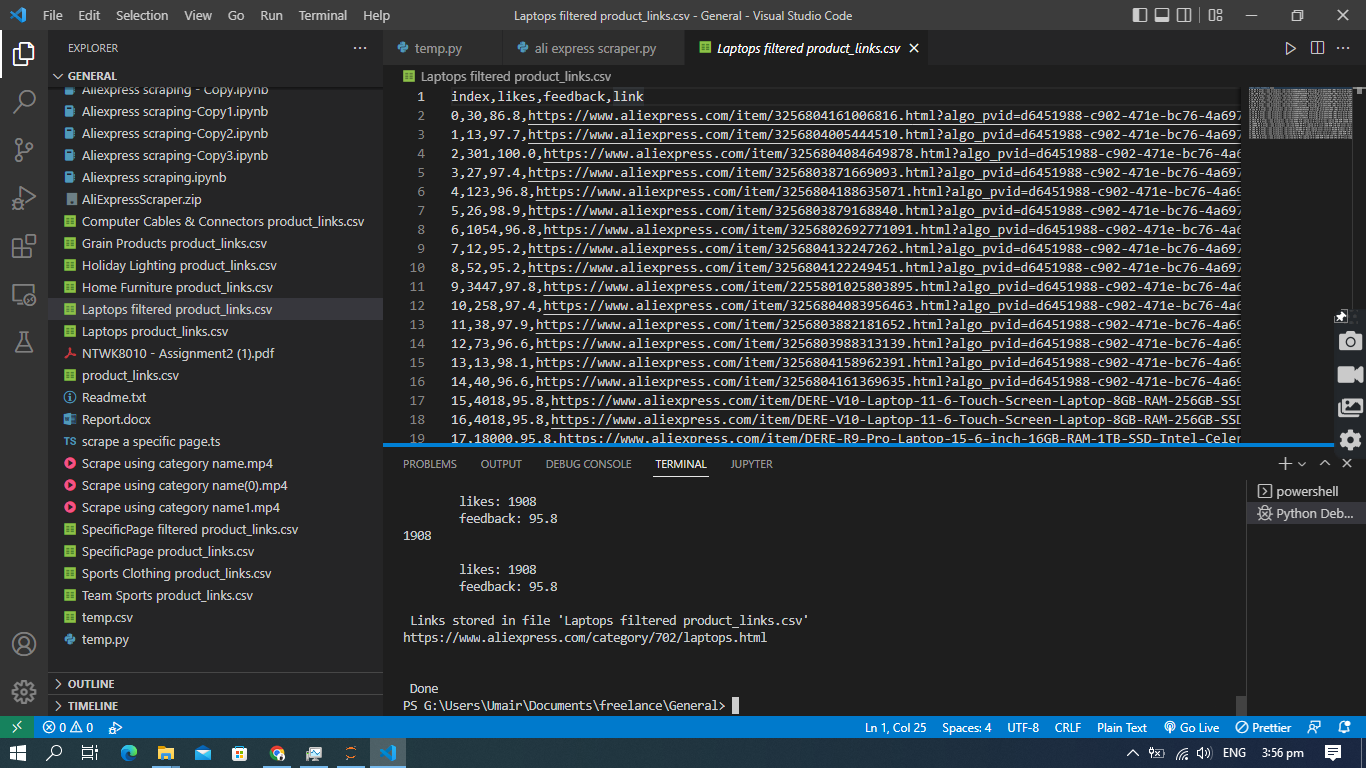 File Edit Selection View Go Run Terminal Help Laptops filtered product_links.csv - General - Visual Studio Code
EXPLORER
GENERAL
Aliexpress scraping - Copy.ipynb
Aliexpress scraping-Copy1.ipynb
Aliexpress scraping-Copy2.ipynb
Aliexpress scraping-Copy3.ipynb
Aliexpress scraping.ipynb
AliExpressScraper.zip
Computer Cables & Connectors product_links.csv
Grain Products product_links.csv
Holiday Lighting product_links.csv
Home Furniture product_links.csv
Laptops filtered product_links.csv
Laptops product_links.csv
NTWK8010 - Assignment2 (1).pdf
product_links.csv
Readme.txt
Report.docx
TS scrape a specific page.ts
Scrape using category name.mp4
Scrape using category name(0).mp4
Scrape using category name1.mp4
SpecificPage filtered product_links.csv
SpecificPage product_links.csv
Sports Clothing product_links.csv
Team Sports product_links.csv
temp.csv
temp.py
OUTLINE
TIMELINE
temp.py ali express scraper.py Laptops filtered product_links.csv
Laptops filtered product_links.csv
1 index,likes,feedback,link
2 0,30,86.8,https://www.aliexpress.com/item/3256804161006816.html?algo_pvid=d6451988-c902-471e-bc76-4a697
3 1,13,97.7,https://www.aliexpress.com/item/3256804005444510.html?algo_pvid=d6451988-c902-471e-bc76-4a697
4 2,301,100.0,https://www.aliexpress.com/item/3256804084649878.html?algo_pvid=d6451988-c902-471e-bc76-4a6
5 3,27,97.4,https://www.aliexpress.com/item/3256803871669093.html?algo_pvid=d6451988-c902-471e-bc76-4a697
6 4,123,96.8,https://www.aliexpress.com/item/3256804188635071.html?algo_pvid=d6451988-c902-471e-bc76-4a69
7 5,26,98.9,https://www.aliexpress.com/item/3256803879168840.html?algo_pvid=d6451988-c902-471e-bc76-4a697
8 6,1054,96.8,https://www.aliexpress.com/item/3256802692771091.html?algo_pvid=d6451988-c902-471e-bc76-4a6
9 7,12,95.2,https://www.aliexpress.com/item/3256804132247262.html?algo_pvid=d6451988-c902-471e-bc76-4a697
10 8,52,95.2,https://www.aliexpress.com/item/3256804122249451.html?algo_pvid=d6451988-c902-471e-bc76-4a697
11 9,3447,97.8,https://www.aliexpress.com/item/2255801025803895.html?algo_pvid=d6451988-c902-471e-bc76-4a6
12 10,258,97.4,https://www.aliexpress.com/item/3256804083956463.html?algo_pvid=d6451988-c902-471e-bc76-4a6
13 11,38,97.9,https://www.aliexpress.com/item/3256803882181652.html?algo_pvid=d6451988-c902-471e-bc76-4a69
14 12,73,96.6,https://www.aliexpress.com/item/3256803988313139.html?algo_pvid=d6451988-c902-471e-bc76-4a69
15 13,13,98.1,https://www.aliexpress.com/item/3256804158962391.html?algo_pvid=d6451988-c902-471e-bc76-4a69
16 14,40,96.6,https://www.aliexpress.com/item/3256804161369635.html?algo_pvid=d6451988-c902-471e-bc76-4a69
17 15,4018,95.8,https://www.aliexpress.com/item/DERE-V10-Laptop-11-6-Touch-Screen-Laptop-8GB-RAM-256GB-SSD
18 16,4018,95.8,https://www.aliexpress.com/item/DERE-V10-Laptop-11-6-Touch-Screen-Laptop-8GB-RAM-256GB-SSD
19 17,18000,95.8,https://www.aliexpress.com/item/DERE-R9-Pro-Laptop-15-6-inch-16GB-RAM-1TB-SSD-Intel-Celer
PROBLEMS OUTPUT DEBUG CONSOLE TERMINAL JUPYTER
likes: 1908
feedback: 95.8
1908
likes: 1908
feedback: 95.8
Links stored in file 'Laptops filtered product_links.csv'
https://www.aliexpress.com/category/702/laptops.html
Done
PS G:\Users\Umair\Documents\freelance\General>
powershell
Python Deb...
0 0 Ln 1, Col 25 Spaces: 4 UTF-8 CRLF Plain Text Go Live Prettier
ENG 3:56 pm